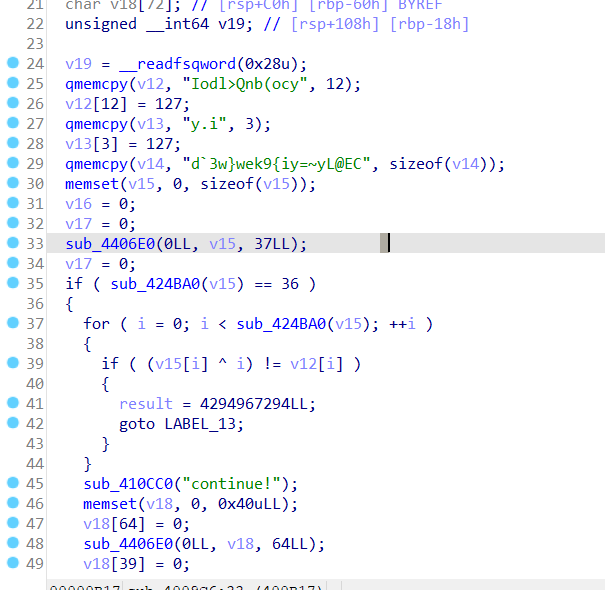 21 char v18[72]; // [rsp+C0h] [rbp-60h] BYREF
22 unsigned __int64 v19; // [rsp+108h] [rbp-18h]
23
24 v19 = __readfsqword(0x28u);
25 qmemcpy(v12, "Iodl>Qnb(ocy", 12);
26 v12[12] = 127;
27 qmemcpy(v13, "y.i", 3);
28 v13[3] = 127;
29 qmemcpy(v14, "d`3w}wek9{iy=~yL@EC", sizeof(v14));
30 memset(v15, 0, sizeof(v15));
31 v16 = 0;
32 v17 = 0;
33 sub_4406E0(0LL, v15, 37LL);
34 v17 = 0;
35 if ( sub_424BA0(v15) == 36 )
36 {
37 for ( i = 0; i < sub_424BA0(v15); ++i )
38 {
39 if ( (v15[i] ^ i) != v12[i] )
40 {
41 result = 4294967294LL;
42 goto LABEL_13;
43 }
44 }
45 sub_410CC0("continue!");
46 memset(v18, 0, 0x40uLL);
47 v18[64] = 0;
48 sub_4406E0(0LL, v18, 64LL);
49 v18[39] = 0;